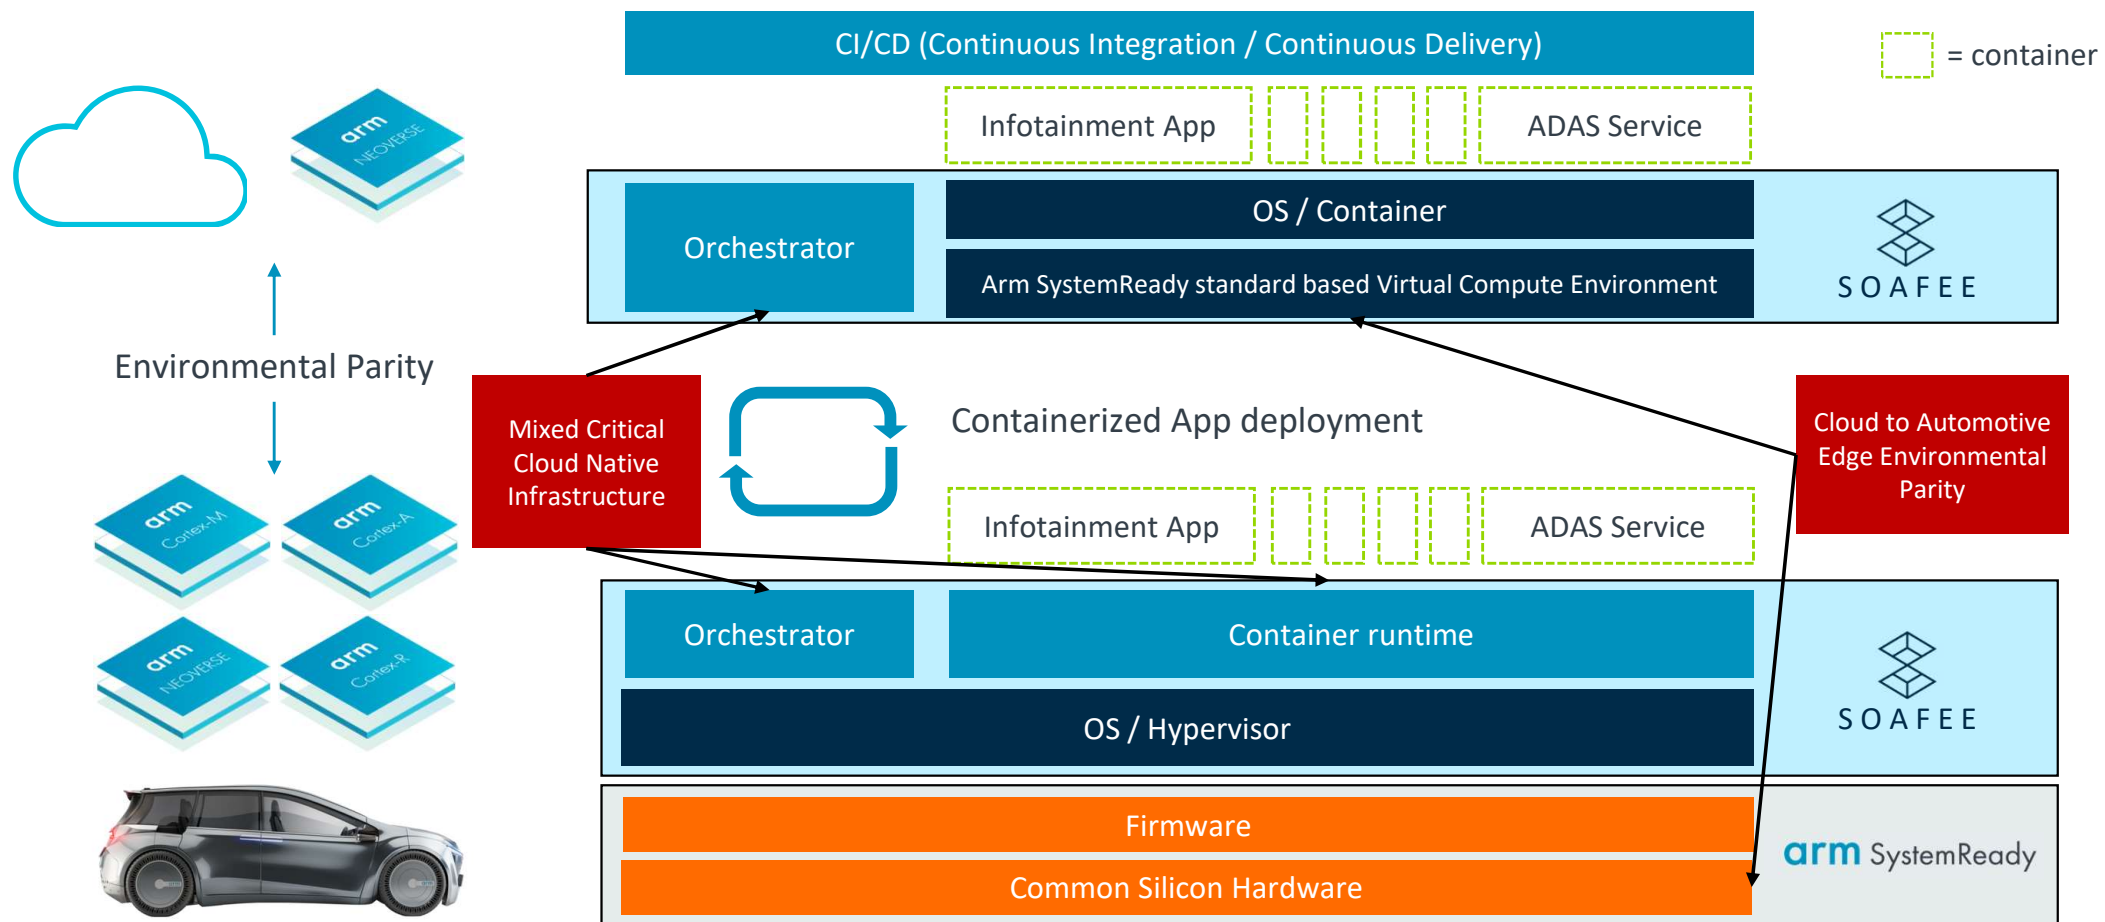 CI/CD (Continuous Integration / Continuous Delivery)
= container
arm
NEOVERSE
Infotainment App
ADAS Service
Orchestrator
OS / Container
Arm SystemReady standard based Virtual Compute Environment
SOAFEE
Environmental Parity
Mixed Critical
Cloud Native
Infrastructure
Containerized App deployment
Cloud to Automotive
Edge Environmental
Parity
arm
Cortex-M
arm
Cortex-A
Infotainment App
ADAS Service
arm
NEOVERSE
arm
Cortex-R
Orchestrator
Container runtime
OS / Hypervisor
SOAFEE
Firmware
Common Silicon Hardware
arm SystemReady